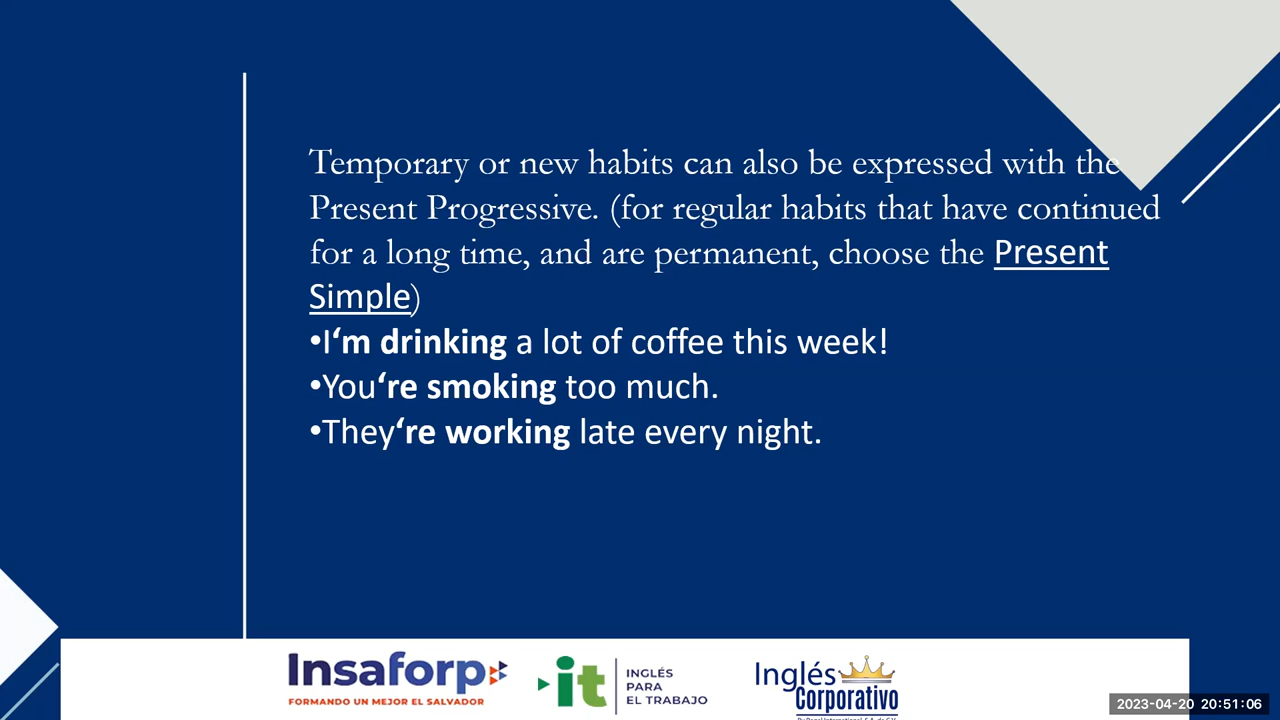 Temporary or new habits can also be expressed with the
Present Progressive. (for regular habits that have continued
for a long time, and are permanent, choose the Present
Simple)
•I‘m drinking a lot of coffee this week!
•You‘re smoking too much.
•They‘re working late every night.
Insaforp
FORMANDO UN MEJOR EL SALVADOR
it
INGLÉS
PARA
EL TRABAJO
Inglés
Corporativo
2023-04-20 20:51:06